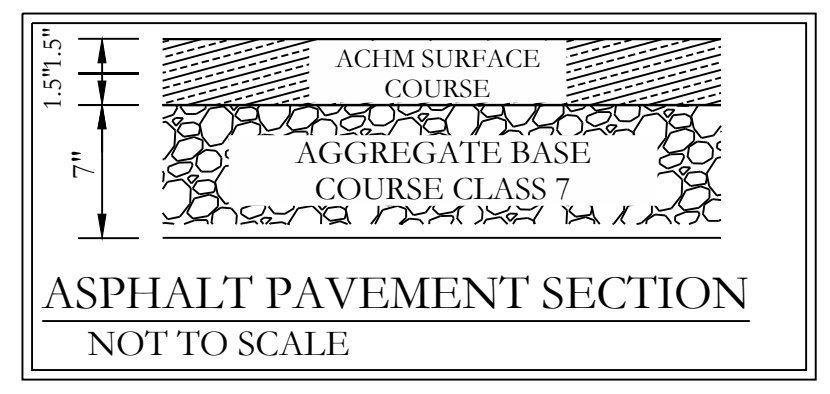 1.5"
1.5"
ACHM SURFACE
COURSE
7"
AGGREGATE BASE
COURSE CLASS 7
ASPHALT PAVEMENT SECTION
NOT TO SCALE